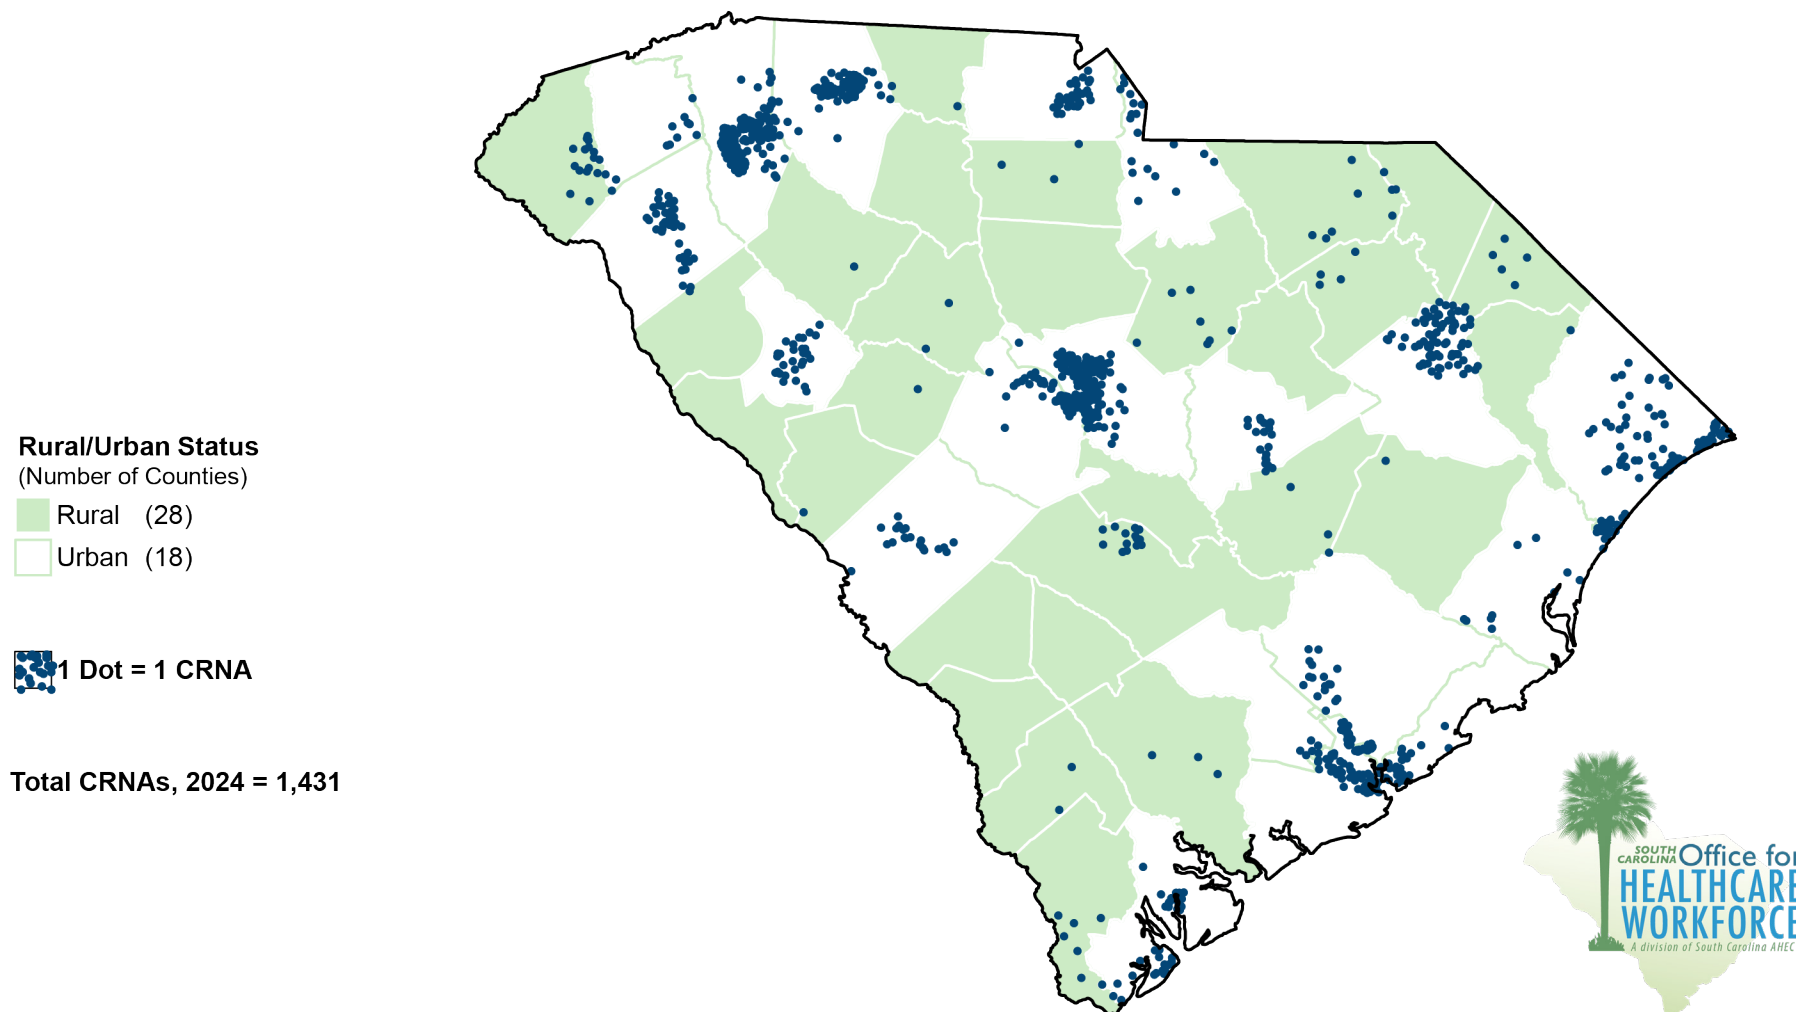 Rural/Urban Status
(Number of Counties)
Rural (28)
Urban (18)
1 Dot = 1 CRNA
Total CRNAs, 2024 = 1,431
SOUTH CAROLINA Office for
HEALTHCARE
WORKFORCE
A division of South Carolina AHEC